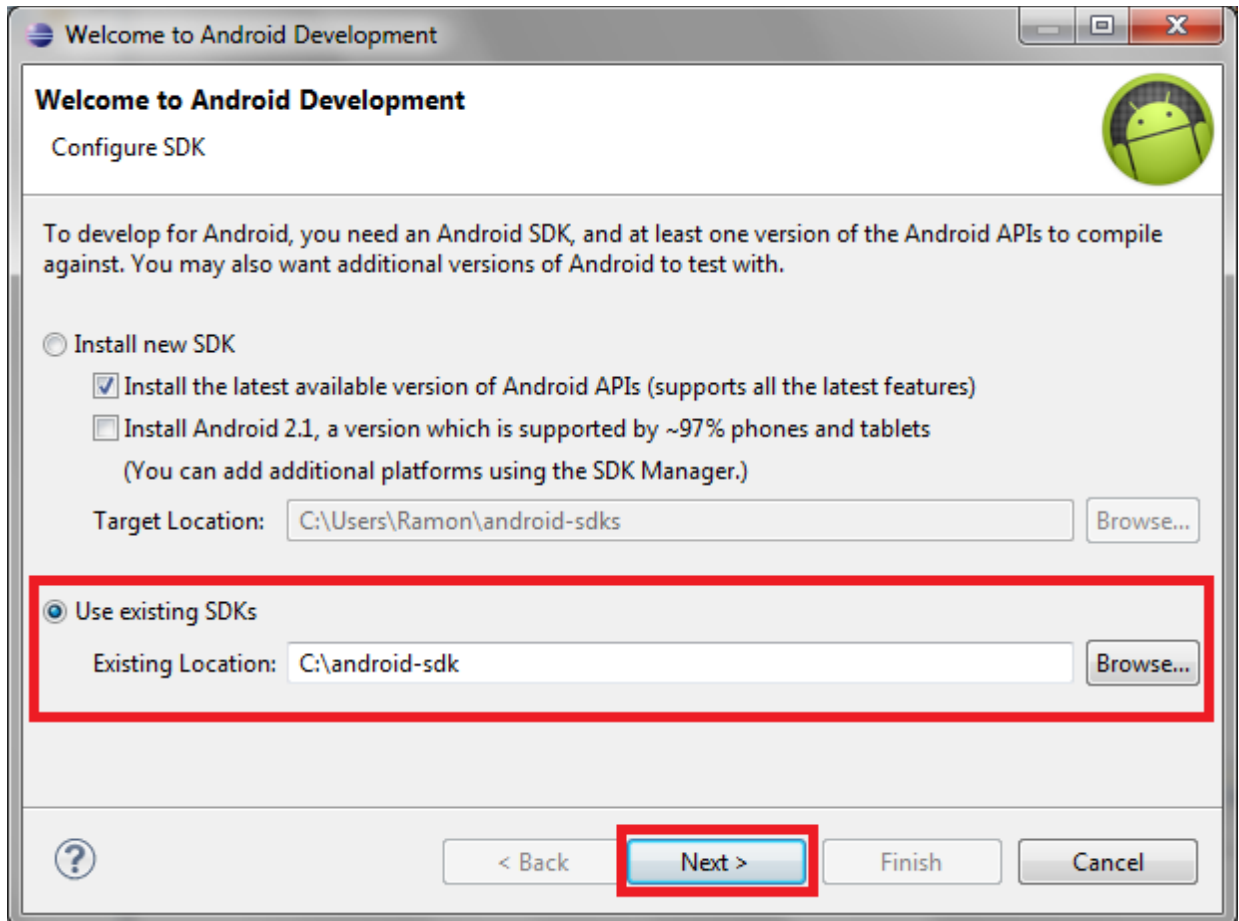 Welcome to Android Development
Welcome to Android Development
Configure SDK
To develop for Android, you need an Android SDK, and at least one version of the Android APIs to compile
against. You may also want additional versions of Android to test with.
Install new SDK
Install the latest available version of Android APIs (supports all the latest features)
Install Android 2.1, a version which is supported by ~97% phones and tablets
(You can add additional platforms using the SDK Manager.)
Target Location: C:\Users\Ramon\android-sdks Browse...
Use existing SDKs
Existing Location: C:\android-sdk Browse...
? < Back Next > Finish Cancel